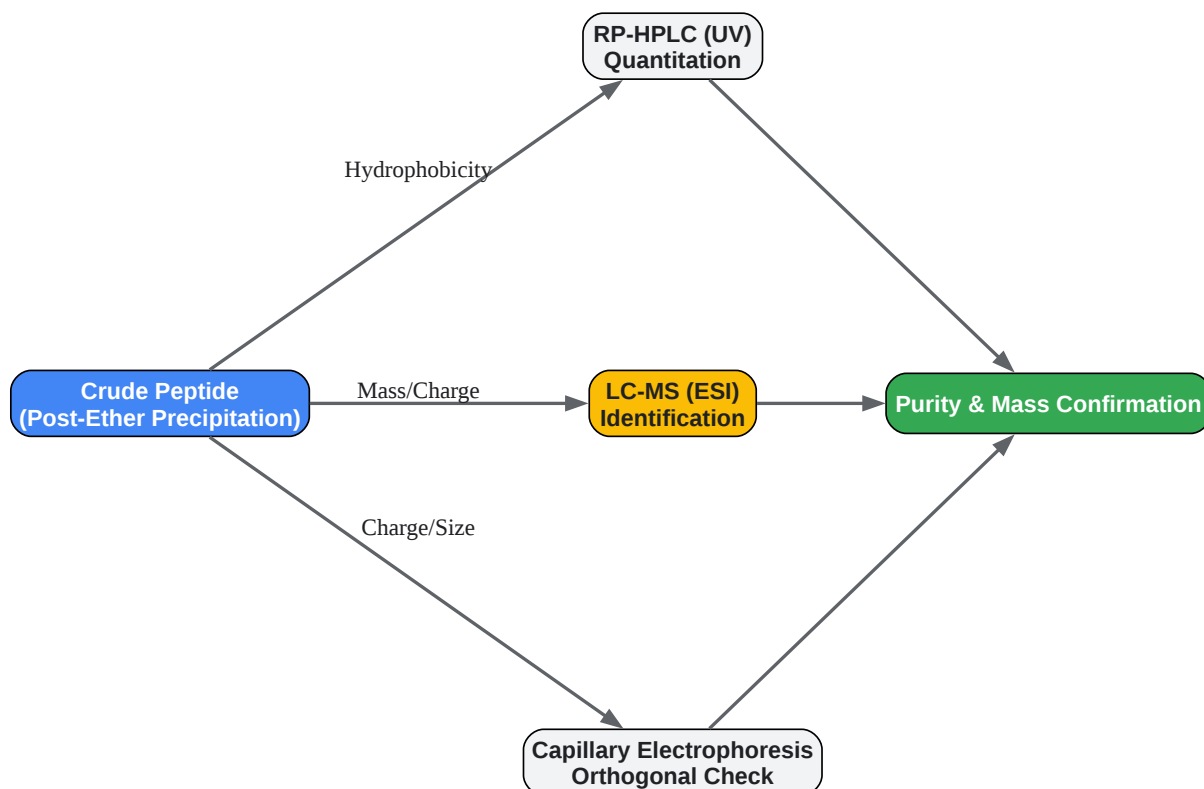 RP-HPLC (UV)
Quantitation
Hydrophobicity
Crude Peptide
(Post-Ether Precipitation)
Mass/Charge
LC-MS (ESI)
Identification
Purity & Mass Confirmation
Charge/Size
Capillary Electrophoresis
Orthogonal Check